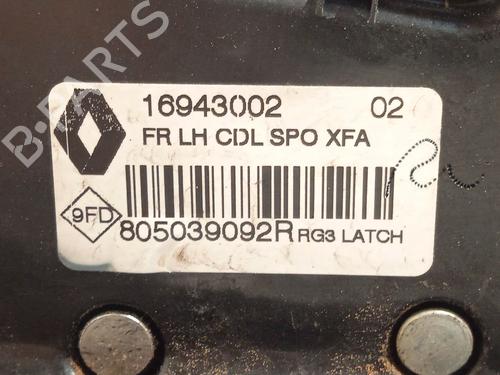 B-PARTS
16943002 02
FR LH CDL SPO XFA
9FD
805039092R RG3 LATCH